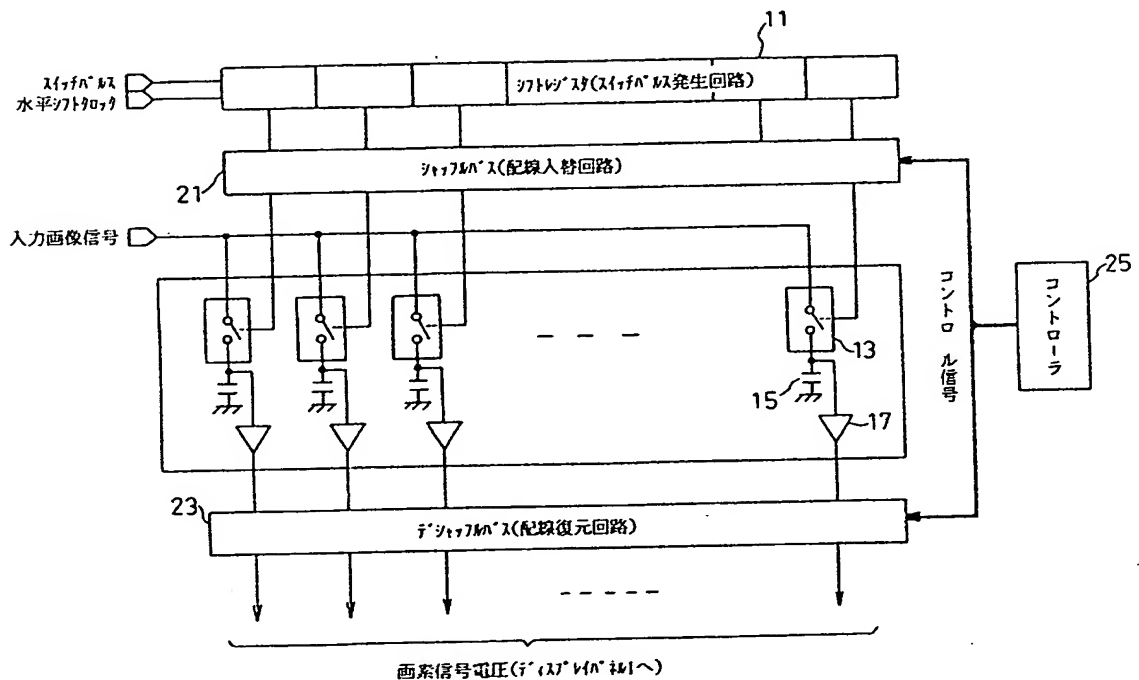 11
スイッチパルス
水平シフトクロック
シフトレジスタ(スイッチパルス発生回路)
21
シャッフルバス(配線入替回路)
入力画像信号
コントロール信号
25
コントローラ
13
15
17
23
デシャッフルバス(配線復元回路)
画素信号電圧(ディスプレイパネル1へ)